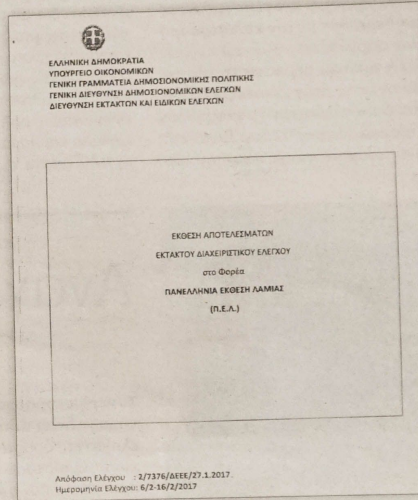 ΕΛΛΗΝΙΚΗ ΔΗΜΟΚΡΑΤΙΑ
ΥΠΟΥΡΓΕΙΟ ΟΙΚΟΝΟΜΙΚΩΝ
ΓΕΝΙΚΗ ΓΡΑΜΜΑΤΕΙΑ ΔΗΜΟΣΙΟΝΟΜΙΚΗΣ ΠΟΛΙΤΙΚΗΣ
ΓΕΝΙΚΗ ΔΙΕΥΘΥΝΣΗ ΔΗΜΟΣΙΟΝΟΜΙΚΩΝ ΕΛΕΓΧΩΝ
ΔΙΕΥΘΥΝΣΗ ΕΚΤΑΚΤΩΝ ΚΑΙ ΕΙΔΙΚΩΝ ΕΛΕΓΧΩΝ
ΕΚΘΕΣΗ ΑΠΟΤΕΛΕΣΜΑΤΩΝ
ΕΚΤΑΚΤΟΥ ΔΙΑΧΕΙΡΙΣΤΙΚΟΥ ΕΛΕΓΧΟΥ
στο Φορέα
ΠΑΝΕΛΛΗΝΙΑ ΕΚΘΕΣΗ ΛΑΜΙΑΣ
(Π.Ε.Λ.)
Απόφαση Ελέγχου : 2/7376/ΔΕΕΕ/27.1.2017.
Ημερομηνία Ελέγχου: 6/2-16/2/2017